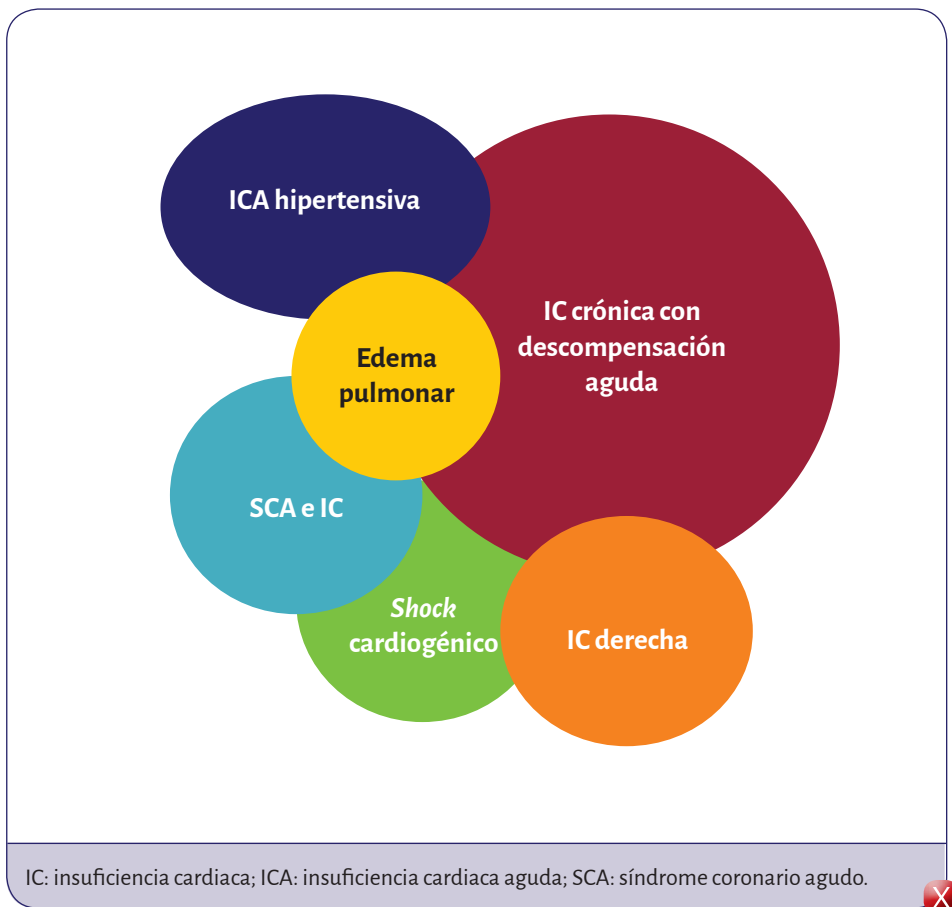 ICA hipertensiva
IC crónica con
descompensación
aguda
Edema
pulmonar
SCA e IC
Shock
cardiogénico
IC derecha
IC: insuficiencia cardiaca; ICA: insuficiencia cardiaca aguda; SCA: síndrome coronario agudo.
X